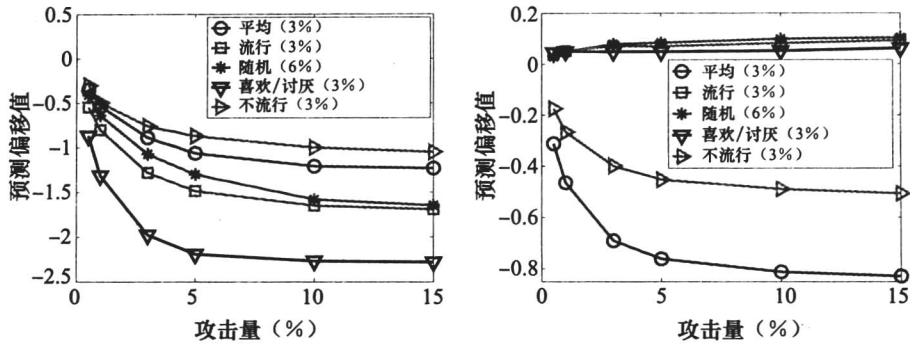 0.5
0
−0.5
−1
−1.5
−2
−2.5
预测偏移值
平均(3%)
流行(3%)
随机(6%)
喜欢/讨厌(3%)
不流行(3%)
0
5
10
15
攻击量(%)
0.2
0
−0.2
−0.4
−0.6
−0.8
预测偏移值
平均(3%)
流行(3%)
随机(6%)
喜欢/讨厌(3%)
不流行(3%)
0
5
10
15
攻击量(%)